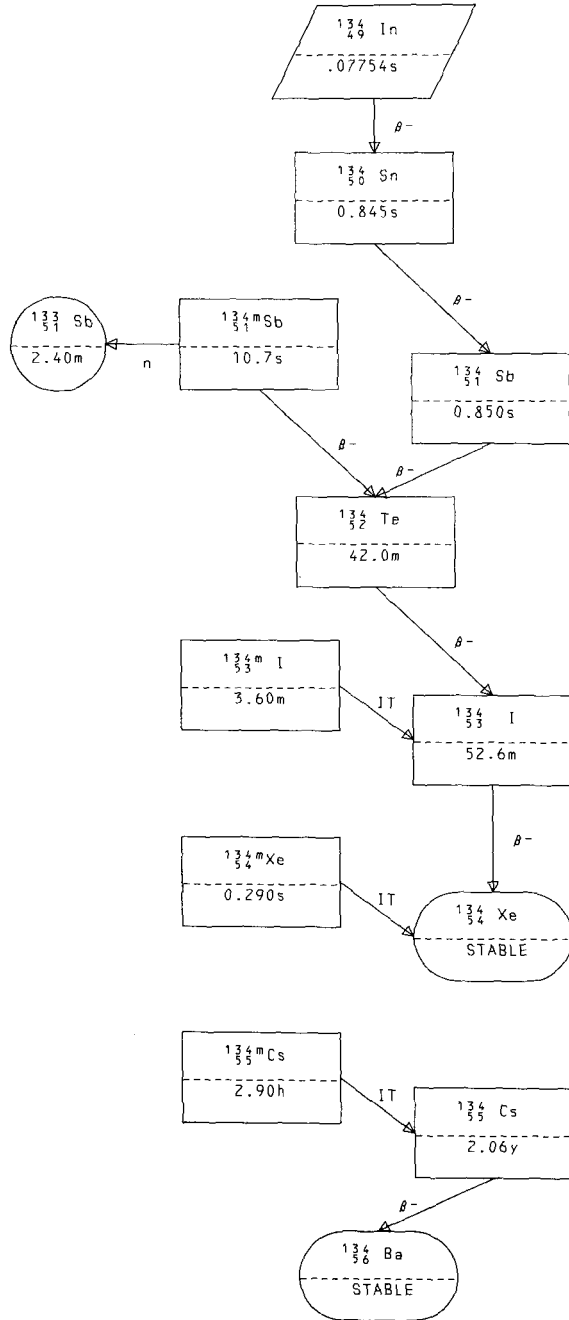 134 49 In
.07754s
β-
134 50 Sn
0.845s
β-
133 51 Sb
2.40m
n
134m 51 Sb
10.7s
134 51 Sb
0.850s
β-
β-
134 52 Te
42.0m
β-
134m 53 I
3.60m
IT
134 53 I
52.6m
β-
134m 54 Xe
0.290s
IT
134 54 Xe
STABLE
134m 55 Cs
2.90h
IT
134 55 Cs
2.06y
β-
134 56 Ba
STABLE